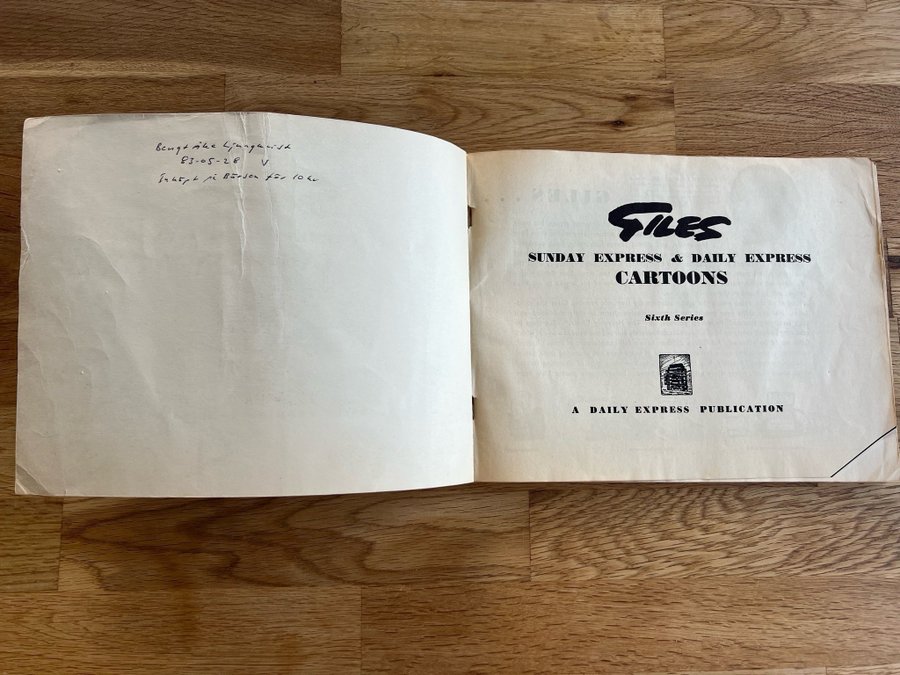 Bengt Åke Ljungquist
83-05-28 V
Inköpt på Börsen för 10 kr
GILES
SUNDAY EXPRESS & DAILY EXPRESS
CARTOONS
Sixth Series
A DAILY EXPRESS PUBLICATION